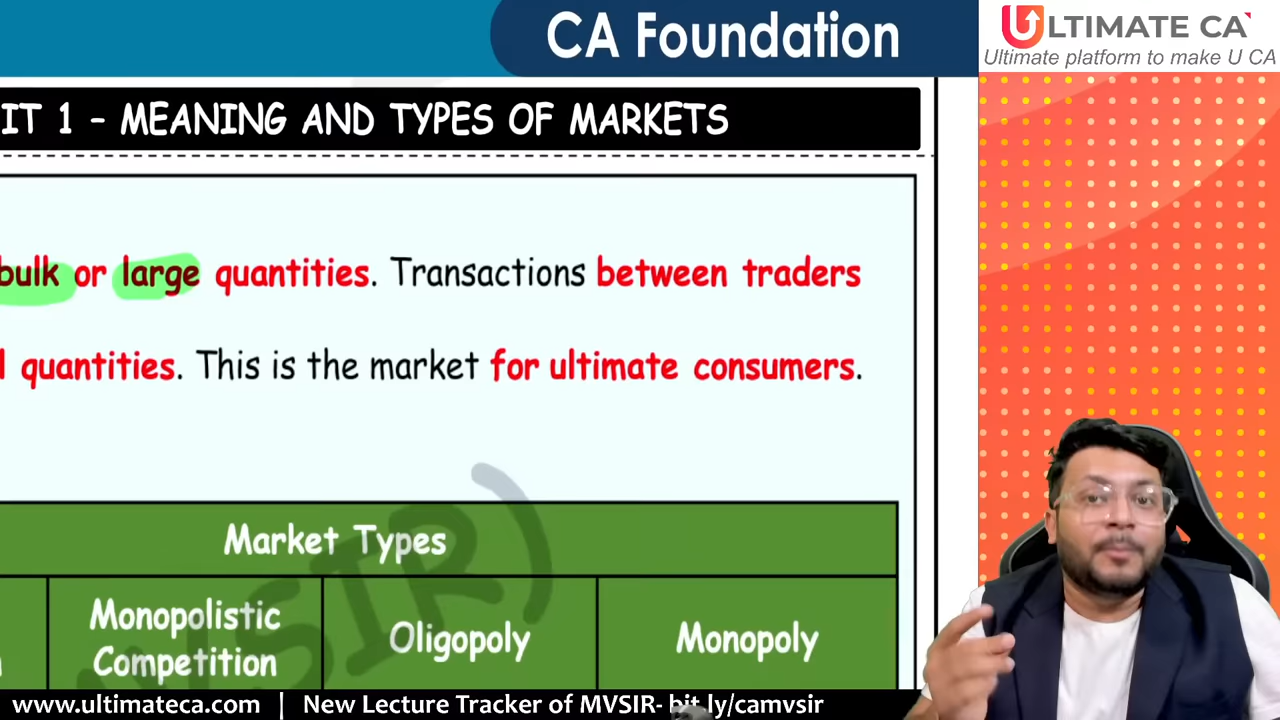 CA Foundation
ULTIMATE CA
Ultimate platform to make U CA
IT 1 - MEANING AND TYPES OF MARKETS
bulk or large quantities. Transactions between traders
l quantities. This is the market for ultimate consumers.
Market Types
Monopolistic
Competition
Oligopoly
Monopoly
VSIR)
www.ultimateca.com | New Lecture Tracker of MVSIR- bit.ly/camvsir